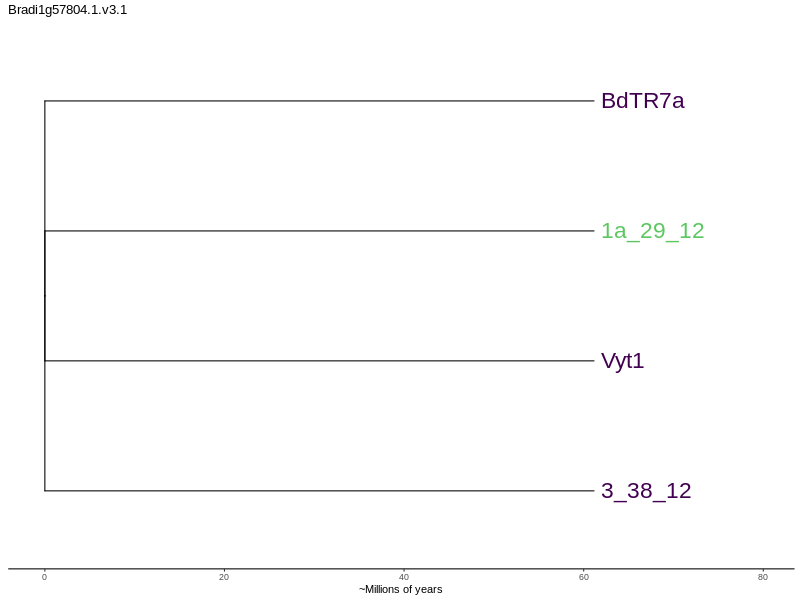 Bradi1g57804.1.v3.1
BdTR7a
1a_29_12
Vyt1
3_38_12
0 20 40 60 80
~Millions of years